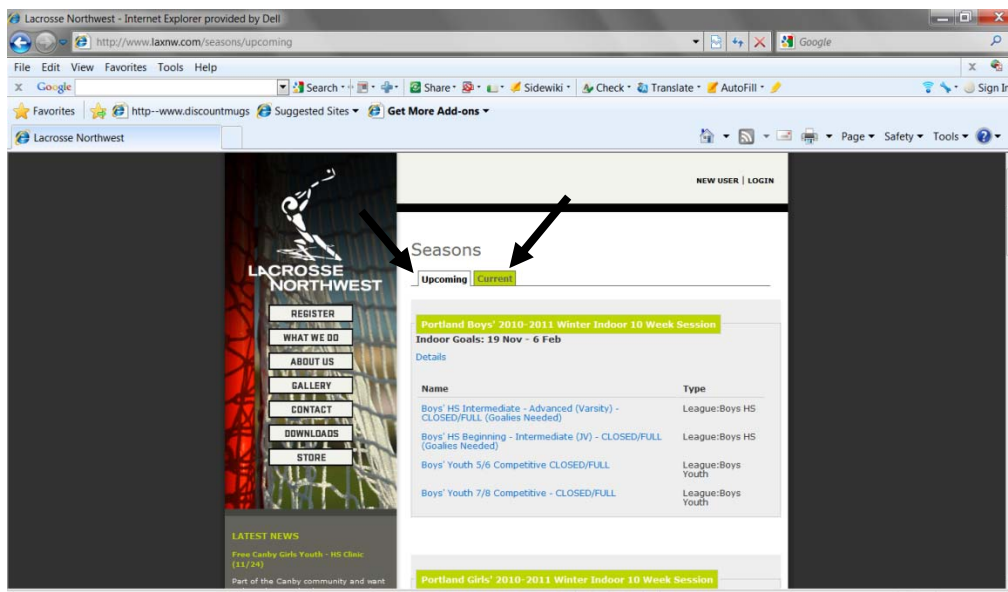 Lacrosse Northwest - Internet Explorer provided by Dell
http://www.laxnw.com/seasons/upcoming
Google
File Edit View Favorites Tools Help
x
x Google Search Share Sidewiki Check Translate AutoFill Sign In
Favorites http--www.discountmugs Suggested Sites Get More Add-ons
Lacrosse Northwest Page Safety Tools
NEW USER | LOGIN
LACROSSE
NORTHWEST
REGISTER
WHAT WE DO
ABOUT US
GALLERY
CONTACT
DOWNLOADS
STORE
LATEST NEWS
Free Canby Girls Youth - HS Clinic
(11/24)
Part of the Canby community and want
Seasons
Upcoming Current
Portland Boys' 2010-2011 Winter Indoor 10 Week Session
Indoor Goals: 19 Nov - 6 Feb
Details
Name Type
Boys' HS Intermediate - Advanced (Varsity) - League:Boys HS
CLOSED/FULL (Goalies Needed)
Boys' HS Beginning - Intermediate (JV) - CLOSED/FULL League:Boys HS
(Goalies Needed)
Boys' Youth 5/6 Competitive CLOSED/FULL League:Boys
Youth
Boys' Youth 7/8 Competitive - CLOSED/FULL League:Boys
Youth
Portland Girls' 2010-2011 Winter Indoor 10 Week Session